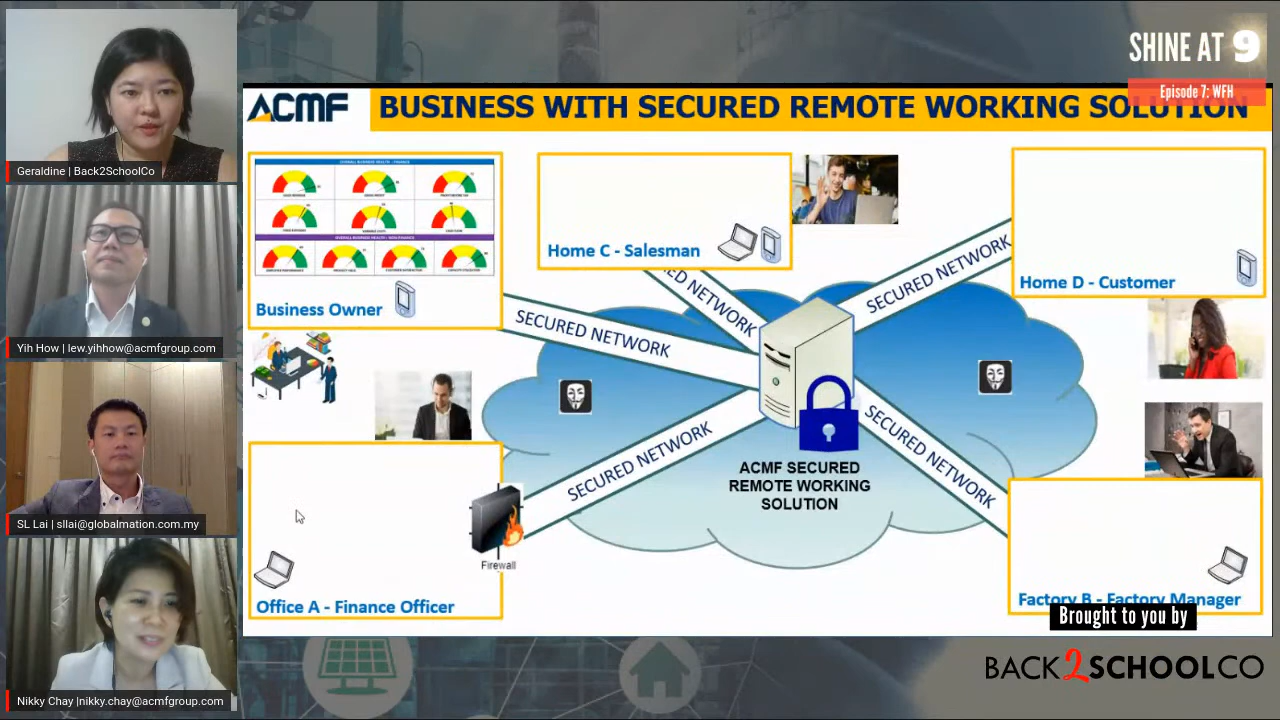 SHINE AT 9
Episode 7: WFH
ACMF
BUSINESS WITH SECURED REMOTE WORKING SOLUTION
Geraldine | Back2SchoolCo
Yih How | lew.yihhow@acmfgroup.com
SL Lai | sllai@globalmation.com.my
Nikky Chay |nikky.chay@acmfgroup.com
Business Owner
Home C - Salesman
Home D - Customer
SECURED NETWORK
ED NETWORK
SECURED NETWORK
SECURED NETWORK
SECURED NETWORK
ACMF SECURED
REMOTE WORKING
SOLUTION
Firewall
Office A - Finance Officer
Factory B - Factory Manager
Brought to you by
BACK2SCHOOLCO